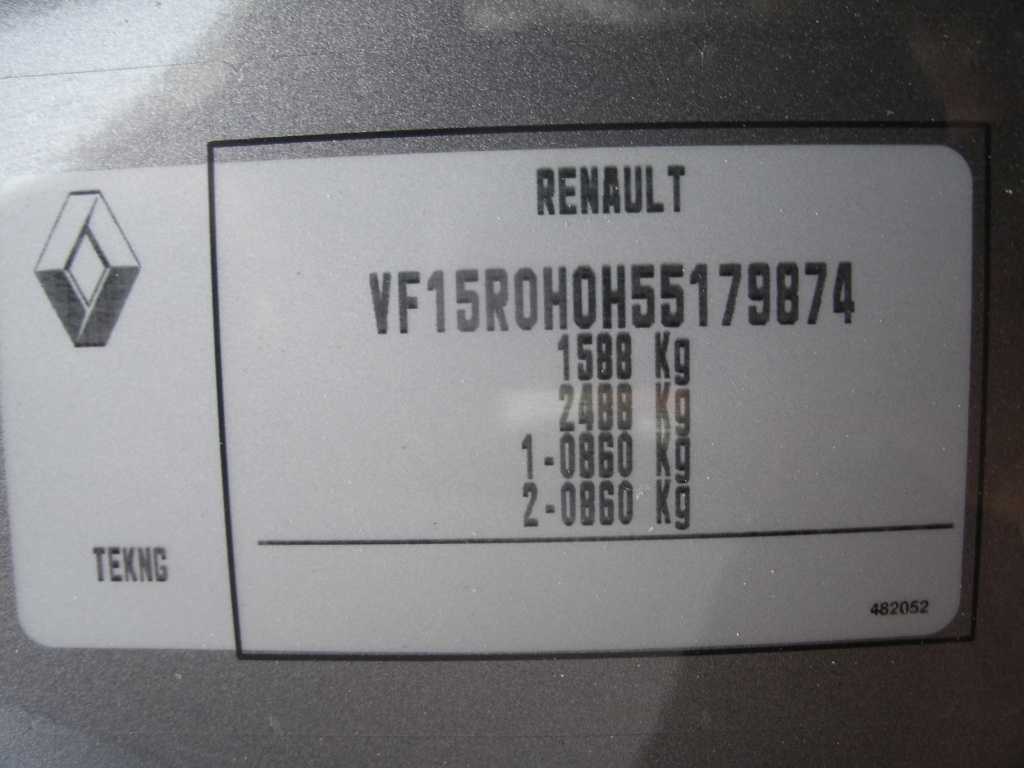 RENAULT
VF15R0H0H55179874
1588 Kg
2488 Kg
1-0860 Kg
2-0860 Kg
TEKNG
482052